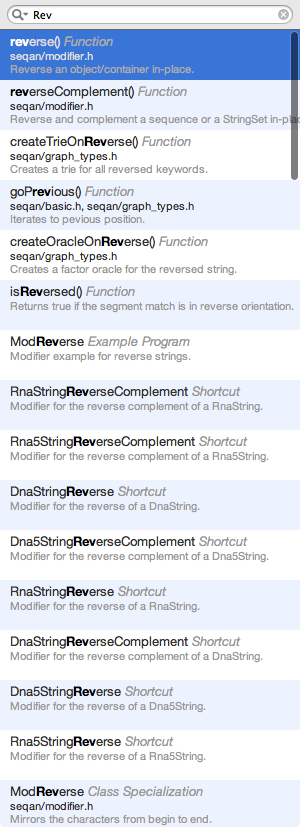 Rev
reverse() Function
seqan/modifier.h
Reverse an object/container in-place.
reverseComplement() Function
seqan/modifier.h
Reverse and complement a sequence or a StringSet in-plac
createTrieOnReverse() Function
seqan/graph_types.h
Creates a trie for all reversed keywords.
goPrevious() Function
seqan/basic.h, seqan/graph_types.h
Iterates to pevious position.
createOracleOnReverse() Function
seqan/graph_types.h
Creates a factor oracle for the reversed string.
isReversed() Function
Returns true if the segment match is in reverse orientation.
ModReverse Example Program
Modifier example for reverse strings.
RnaStringReverseComplement Shortcut
Modifier for the reverse complement of a RnaString.
Rna5StringReverseComplement Shortcut
Modifier for the reverse complement of a Rna5String.
DnaStringReverse Shortcut
Modifier for the reverse of a DnaString.
Dna5StringReverseComplement Shortcut
Modifier for the reverse complement of a Dna5String.
RnaStringReverse Shortcut
Modifier for the reverse of a RnaString.
DnaStringReverseComplement Shortcut
Modifier for the reverse complement of a DnaString.
Dna5StringReverse Shortcut
Modifier for the reverse of a Dna5String.
Rna5StringReverse Shortcut
Modifier for the reverse of a Rna5String.
ModReverse Class Specialization
seqan/modifier.h
Mirrors the characters from begin to end.